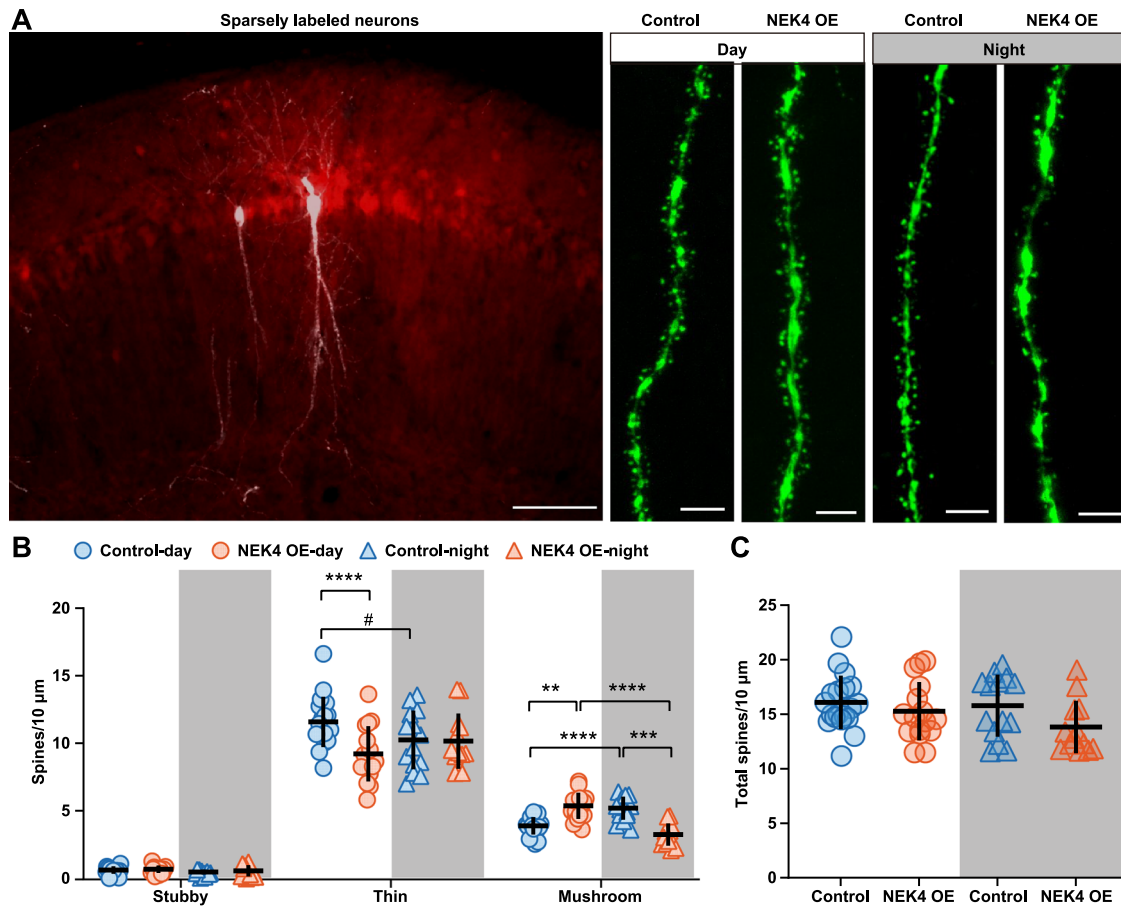 A
Sparsely labeled neurons
Control
NEK4 OE
Control
NEK4 OE
Day
Night
B
Control-day
NEK4 OE-day
Control-night
NEK4 OE-night
Spines/10 µm
20
15
10
5
0
****
#
**
****
****
***
Stubby
Thin
Mushroom
C
Total spines/10 µm
25
20
15
10
5
0
Control
NEK4 OE
Control
NEK4 OE